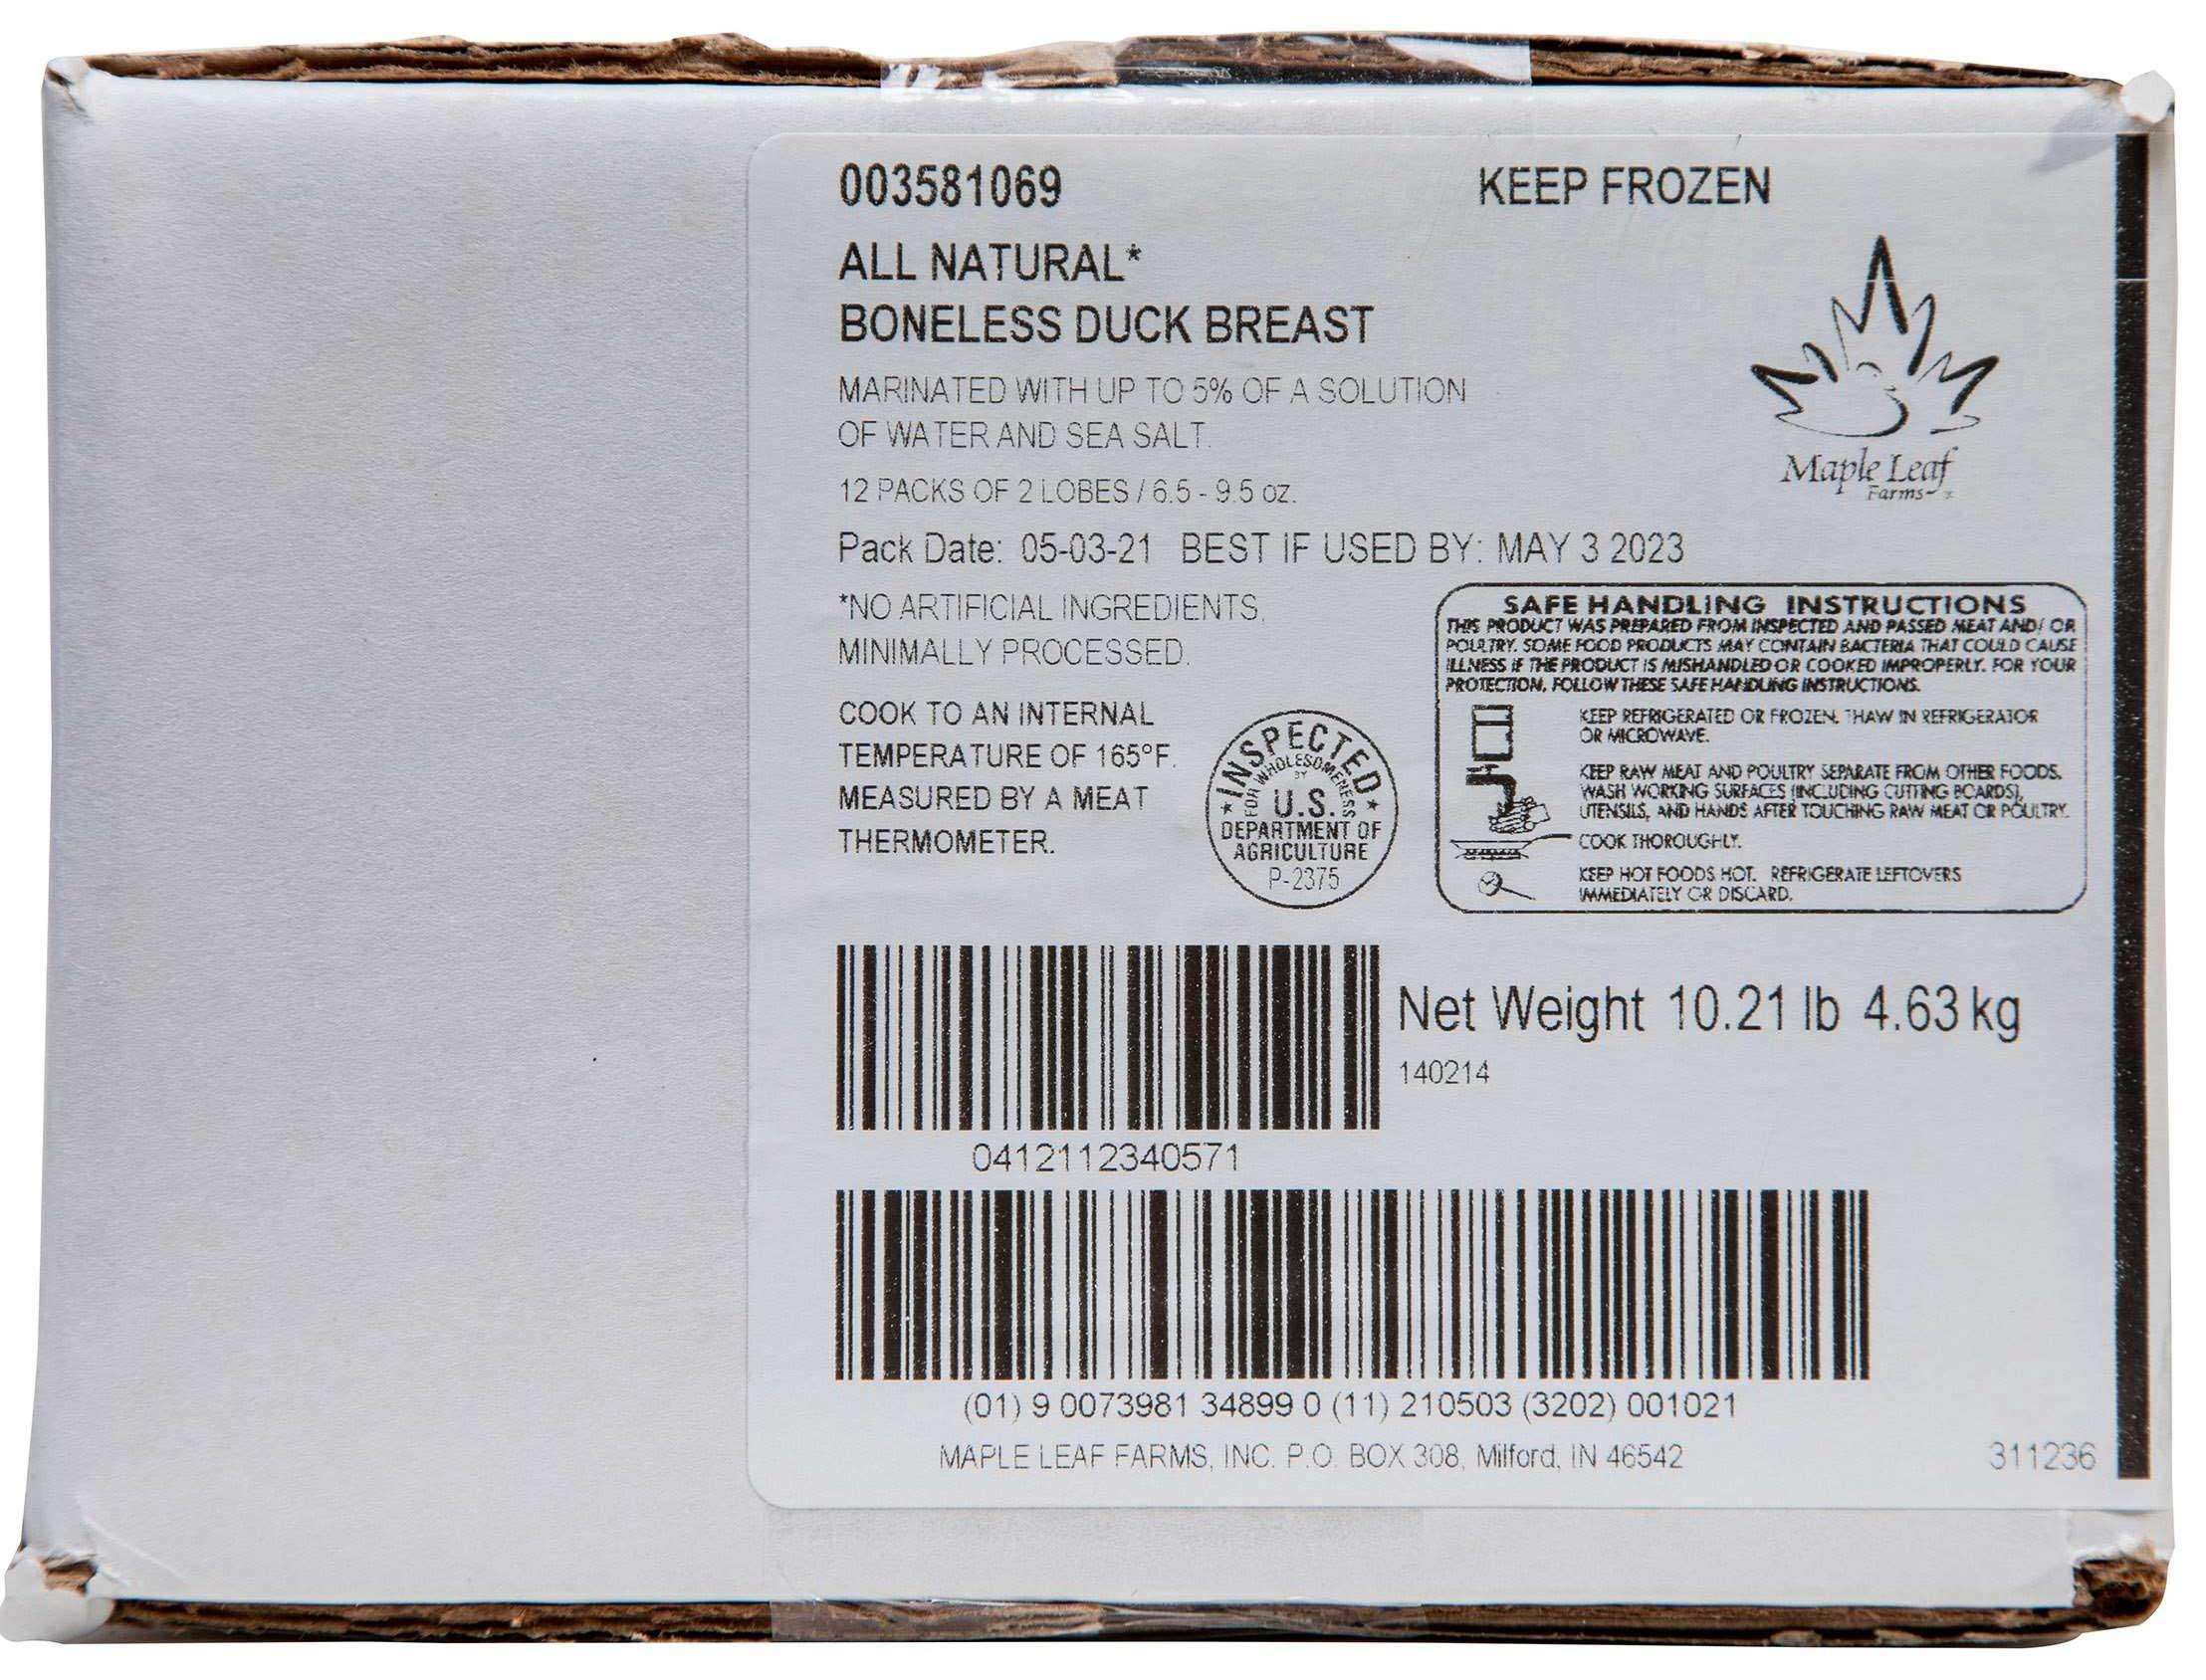 003581069
KEEP FROZEN
ALL NATURAL*
BONELESS DUCK BREAST
MARINATED WITH UP TO 5% OF A SOLUTION
OF WATER AND SEA SALT.
12 PACKS OF 2 LOBES / 6.5 - 9.5 oz.
Maple Leaf
Farms
Pack Date: 05-03-21 BEST IF USED BY: MAY 3 2023
*NO ARTIFICIAL INGREDIENTS,
MINIMALLY PROCESSED.
COOK TO AN INTERNAL
TEMPERATURE OF 165°F.
MEASURED BY A MEAT
THERMOMETER.
INSPECTED
FOR WHOLESOMENESS
BY
U.S.
DEPARTMENT OF
AGRICULTURE
P-2375
SAFE HANDLING INSTRUCTIONS
THIS PRODUCT WAS PREPARED FROM INSPECTED AND PASSED MEAT AND/ OR
POULTRY. SOME FOOD PRODUCTS MAY CONTAIN BACTERIA THAT COULD CAUSE
ILLNESS IF THE PRODUCT IS MISHANDLED OR COOKED IMPROPERLY. FOR YOUR
PROTECTION, FOLLOW THESE SAFE HANDLING INSTRUCTIONS.
KEEP REFRIGERATED OR FROZEN. THAW IN REFRIGERATOR
OR MICROWAVE.
KEEP RAW MEAT AND POULTRY SEPARATE FROM OTHER FOODS.
WASH WORKING SURFACES (INCLUDING CUTTING BOARDS),
UTENSILS, AND HANDS AFTER TOUCHING RAW MEAT OR POULTRY.
COOK THOROUGHLY.
KEEP HOT FOODS HOT. REFRIGERATE LEFTOVERS
IMMEDIATELY OR DISCARD.
Net Weight 10.21 lb 4.63 kg
140214
0412112340571
(01) 9 0073981 34899 0 (11) 210503 (3202) 001021
MAPLE LEAF FARMS, INC. P.O. BOX 308, Milford, IN 46542
311236